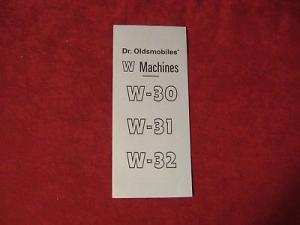 Dr. Oldsmobiles'
W Machines
W-30
W-31
W-32